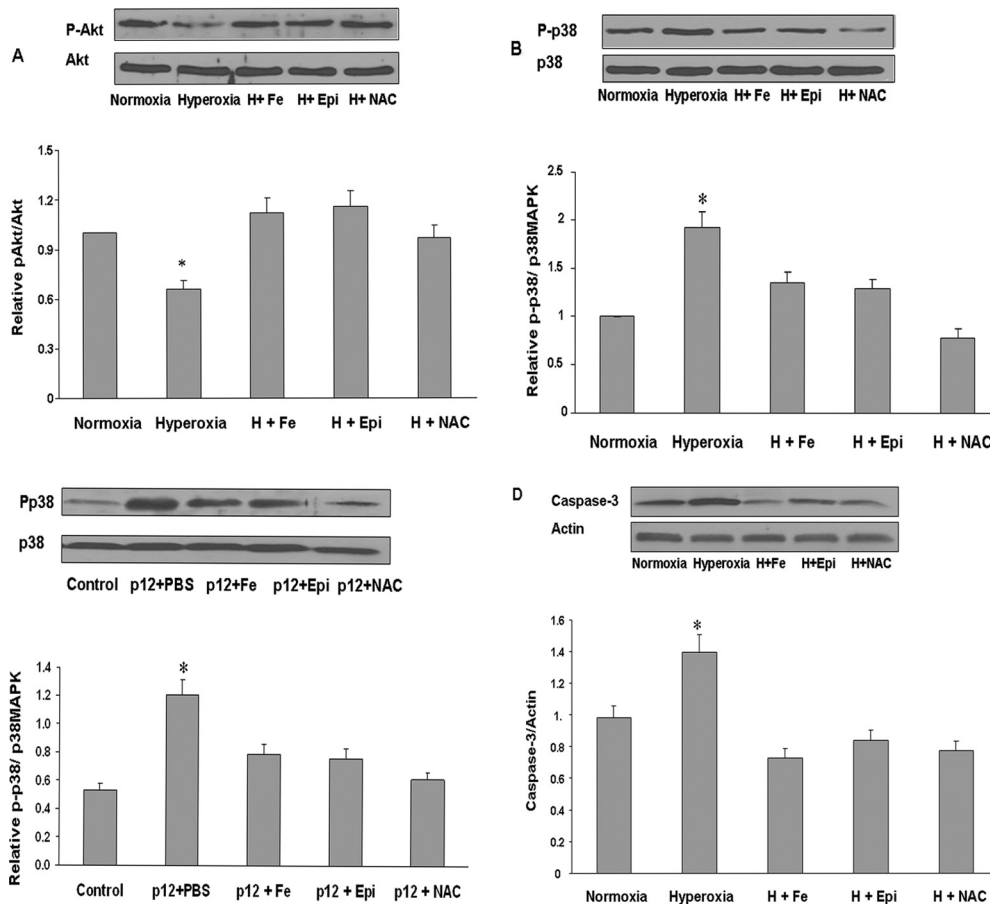 A
P-Akt
Akt
Normoxia Hyperoxia H+ Fe H+ Epi H+ NAC
Relative pAkt/Akt
1.5
1.2
0.9
0.6
0.3
0
*
Normoxia Hyperoxia H + Fe H + Epi H + NAC
B
P-p38
p38
Normoxia Hyperoxia H+ Fe H+ Epi H+ NAC
Relative p-p38/ p38MAPK
2.5
2
1.5
1
0.5
0
*
Normoxia Hyperoxia H + Fe H + Epi H + NAC
Pp38
p38
Control p12+PBS p12+Fe p12+Epi p12+NAC
Relative p-p38/ p38MAPK
1.4
1.2
1.0
0.8
0.6
0.4
0.2
0.0
*
Control p12+PBS p12 + Fe p12 + Epi p12 + NAC
D
Caspase-3
Actin
Normoxia Hyperoxia H+Fe H+Epi H+NAC
Caspase-3/Actin
1.6
1.4
1.2
1.
0.8
0.6
0.4
0.2
0
*
Normoxia Hyperoxia H + Fe H + Epi H + NAC